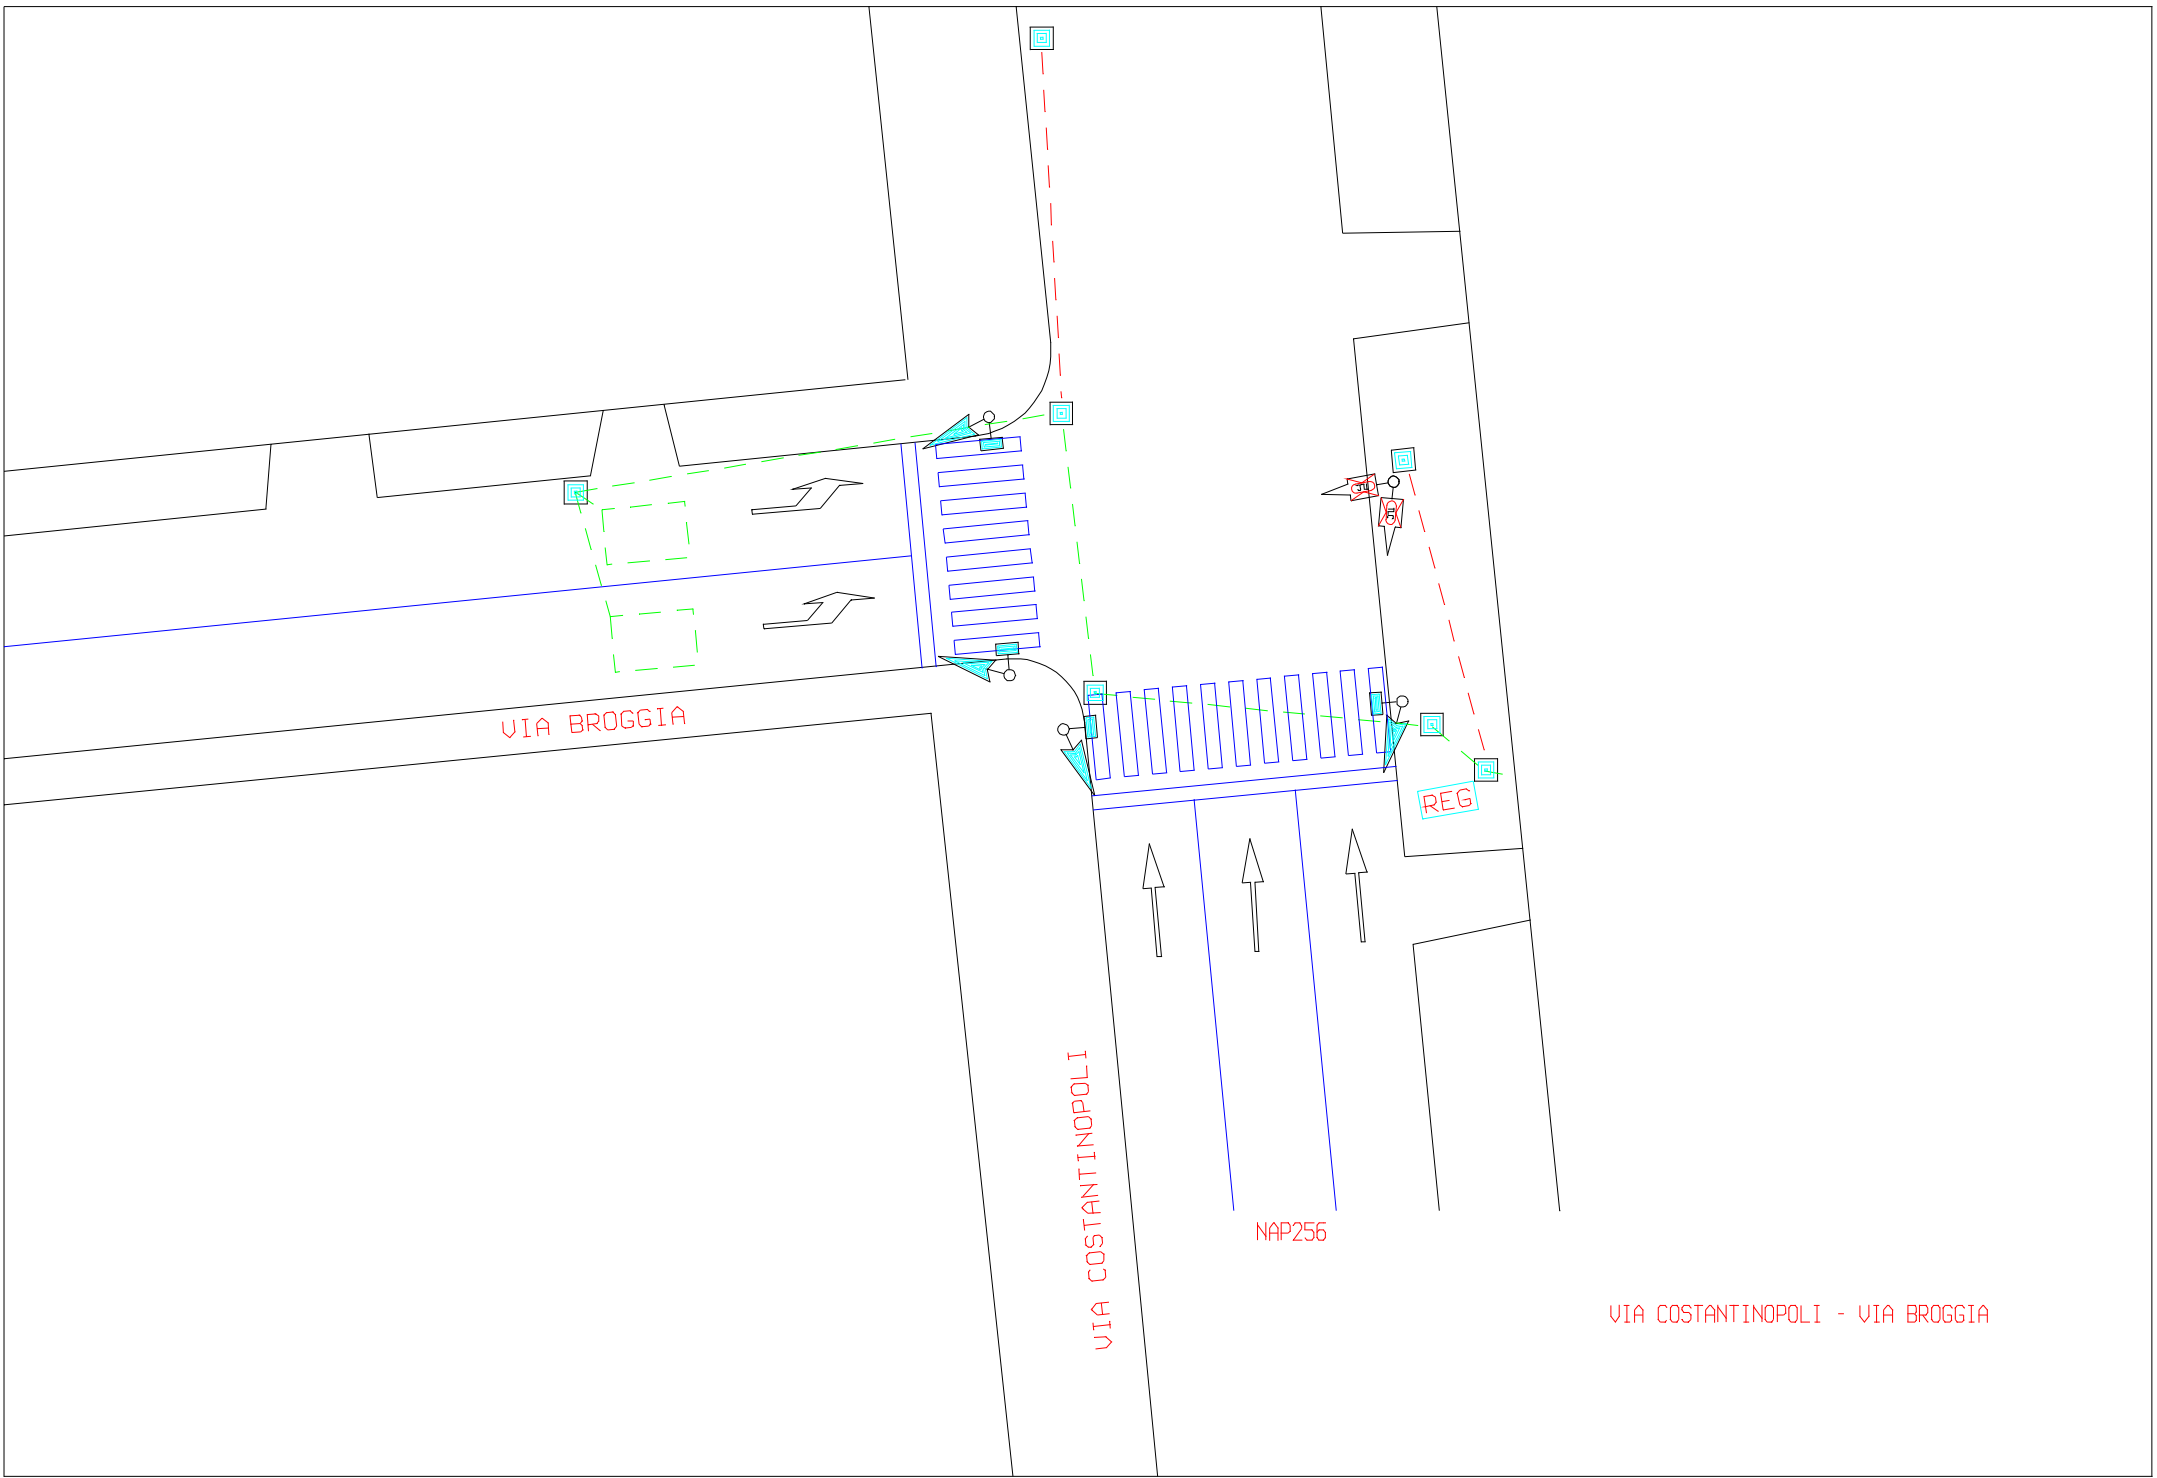 VIA BROGGIA
REG
VIA COSTANTINOPOLI
NAP256
VIA COSTANTINOPOLI - VIA BROGGIA